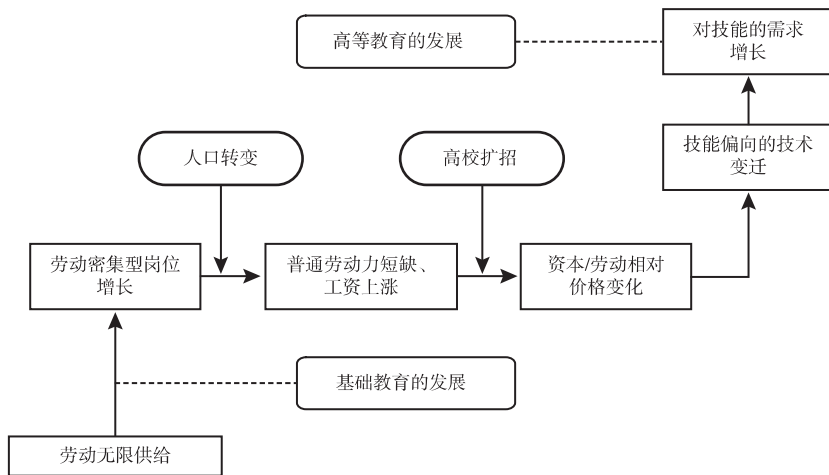 高等教育的发展
对技能的需求
增长
人口转变
高校扩招
技能偏向的技术
变迁
劳动密集型岗位
增长
普通劳动力短缺、
工资上涨
资本/劳动相对
价格变化
基础教育的发展
劳动无限供给